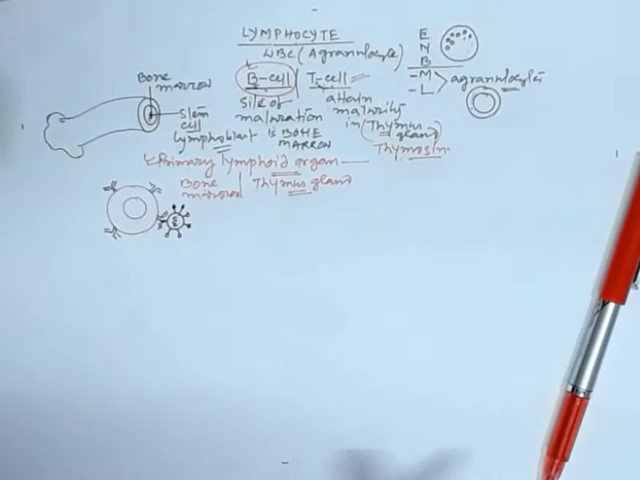 LYMPHOCYTE
WBC (Agranulocyte)
B-cell | T-cell
Site of
maturation
is BONE
MARROW
attain
maturity
in (Thymus
gland)
Thymosin
E
N
B
-M
-L
agranulocytes
Bone
marrow
Stem
cell
lymphoblast
Primary lymphoid organ
Bone
marrow
Thymus gland